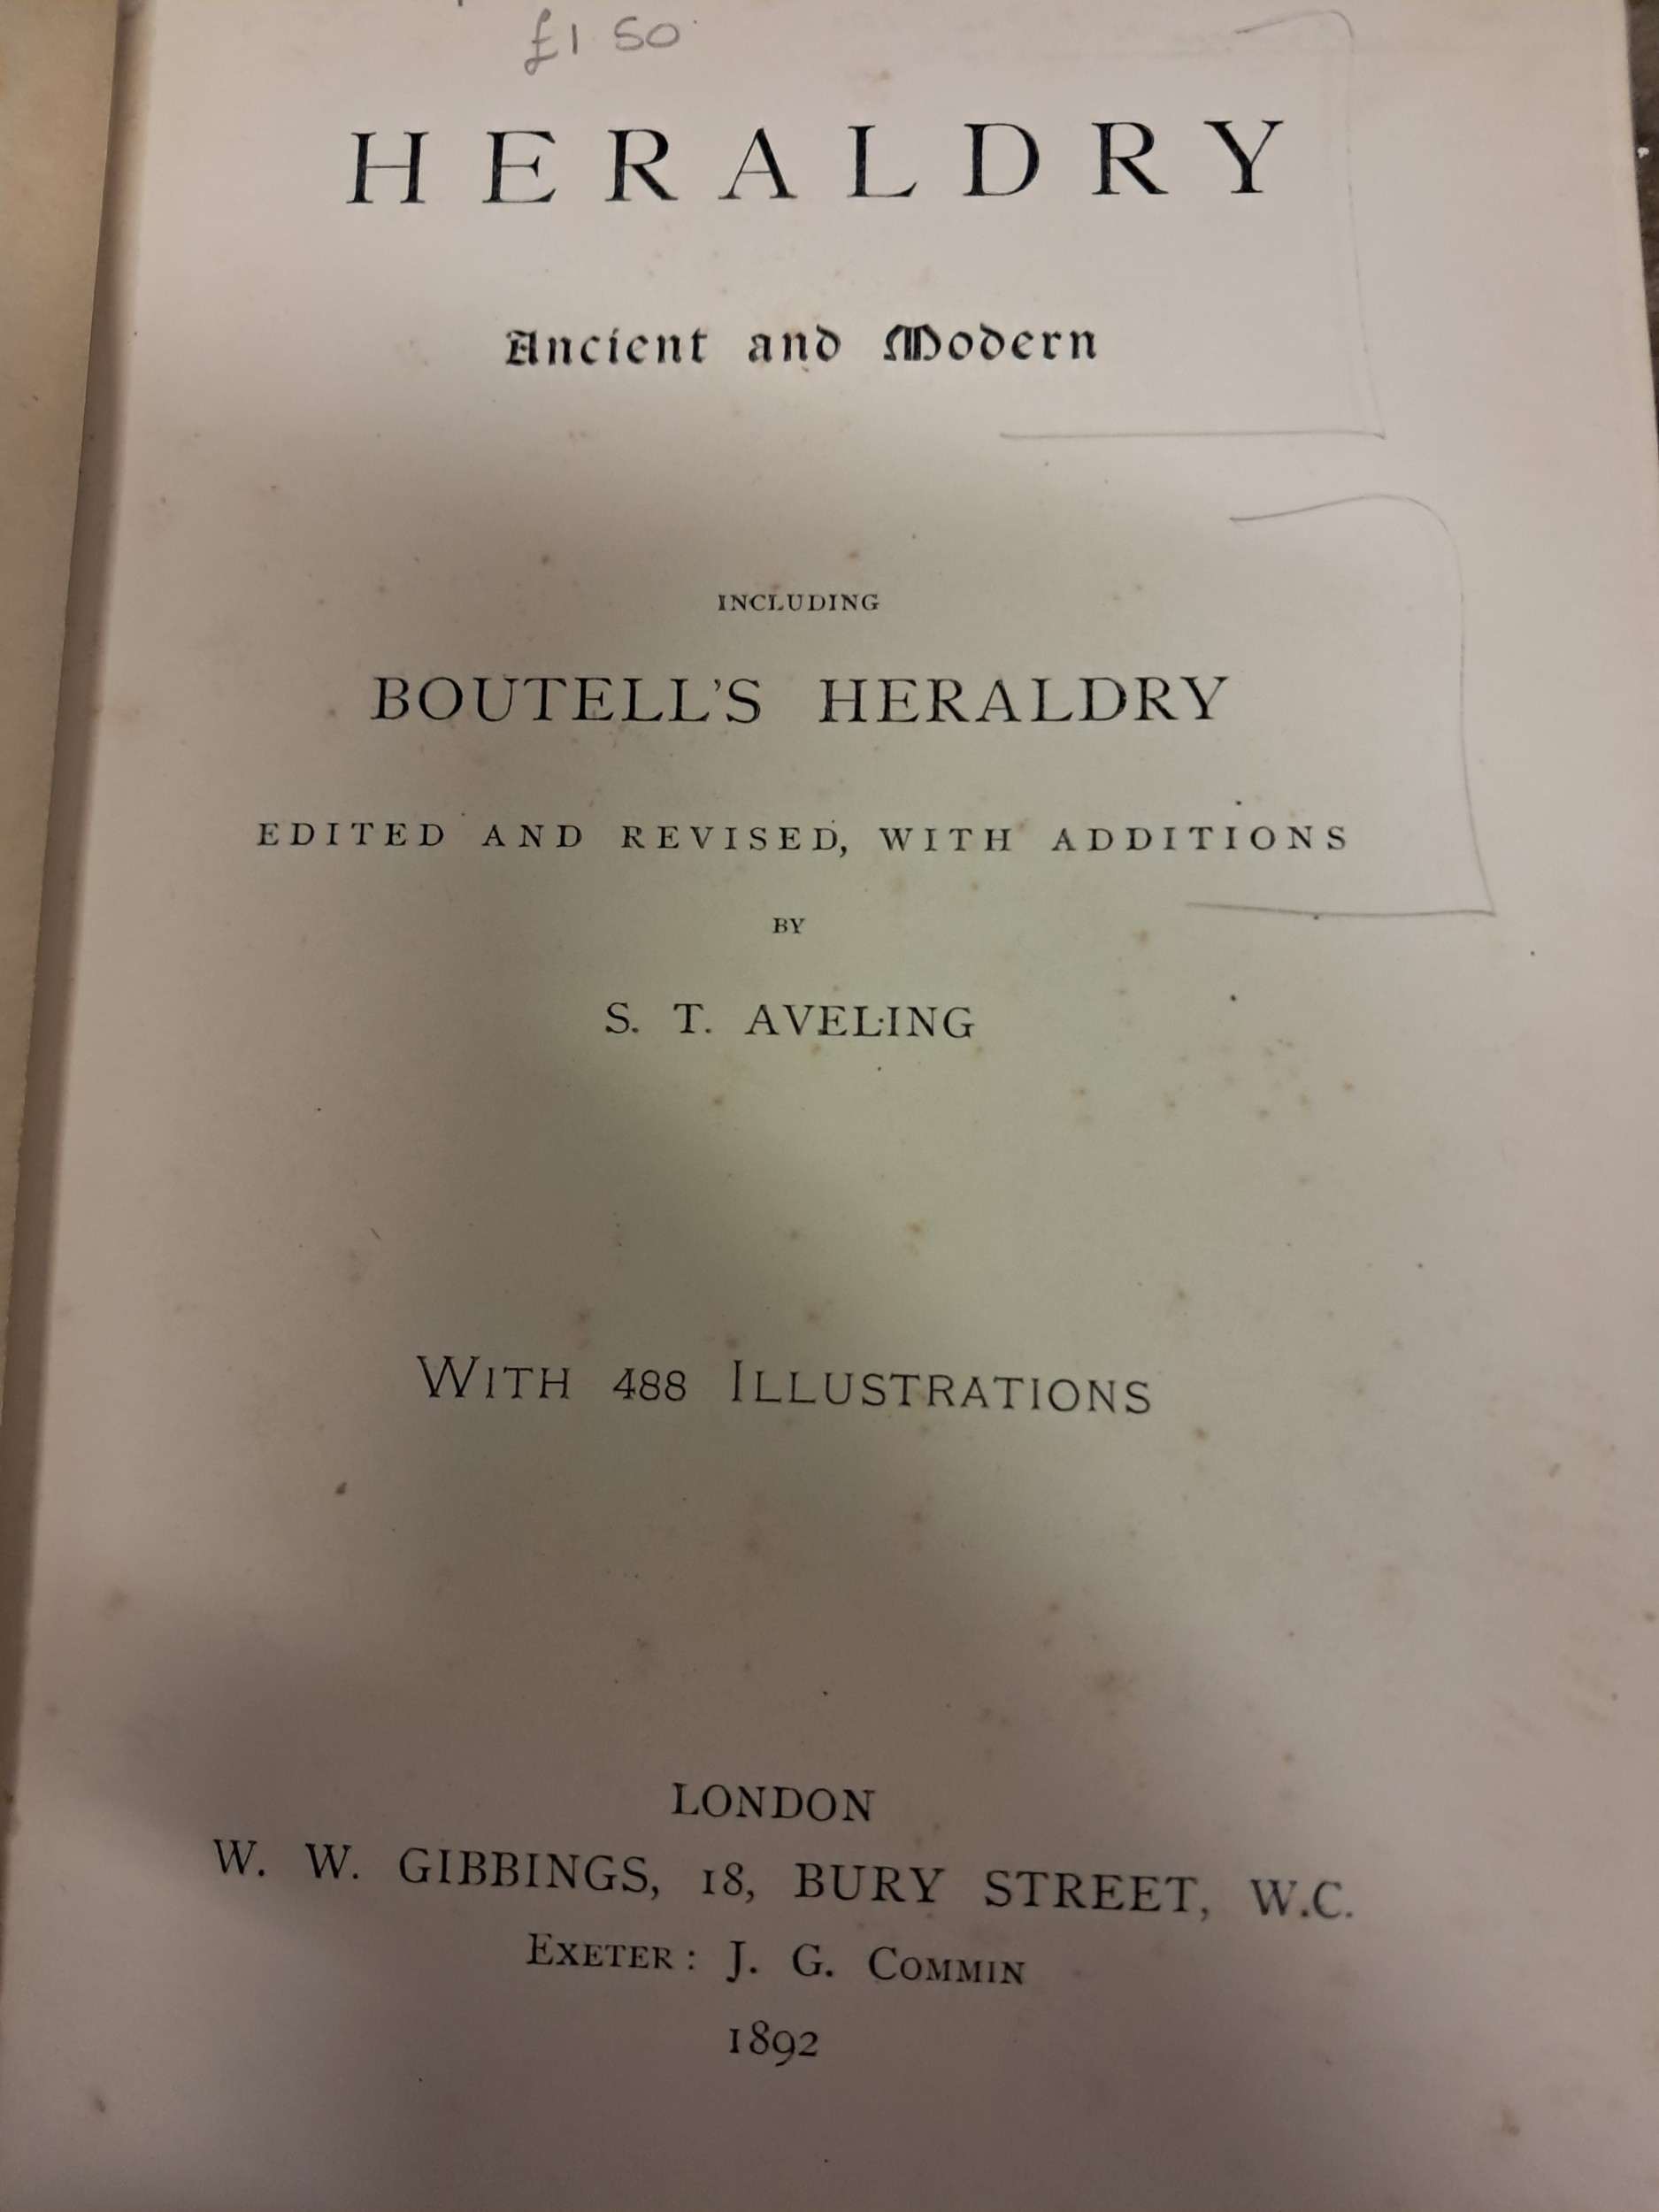 £1.50
HERALDRY
Ancient and Modern
INCLUDING
BOUTELL'S HERALDRY
EDITED AND REVISED, WITH ADDITIONS
BY
S. T. AVELING
WITH 488 ILLUSTRATIONS
LONDON
W. W. GIBBINGS, 18, BURY STREET, W.C.
EXETER: J. G. COMMIN
1892